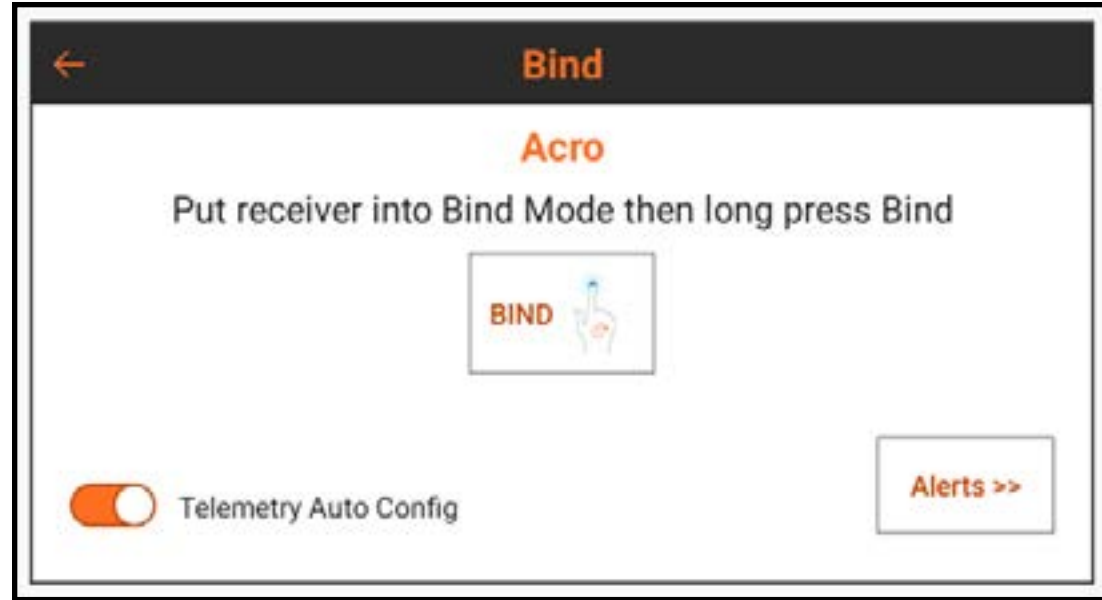 Bind
Acro
Put receiver into Bind Mode then long press Bind
BIND
Telemetry Auto Config
Alerts >>